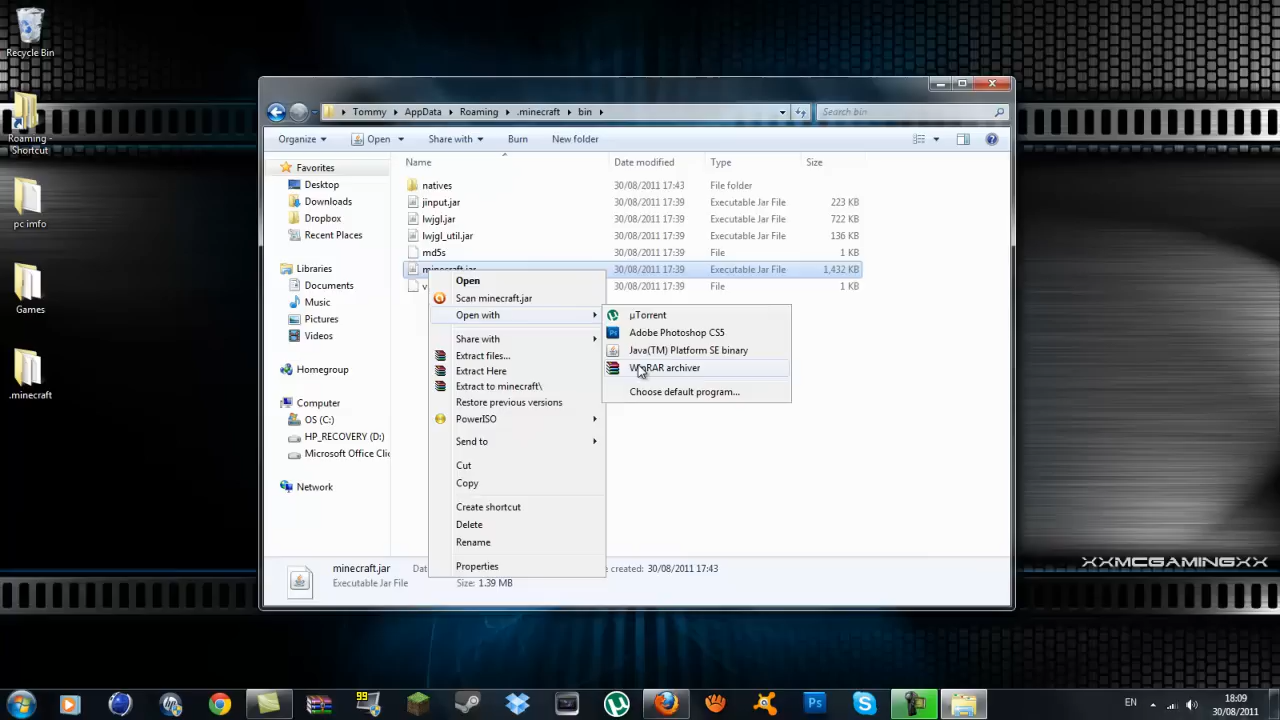 Recycle Bin
Roaming -
Shortcut
pc imfo
Games
.minecraft
Tommy
AppData
Roaming
.minecraft
bin
Search bin
Organize
Open
Share with
Burn
New folder
Favorites
Desktop
Downloads
Dropbox
Recent Places
Libraries
Documents
Music
Pictures
Videos
Homegroup
Computer
OS (C:)
HP_RECOVERY (D:)
Microsoft Office Clic
Network
Name Date modified Type Size
natives 30/08/2011 17:43 File folder
jinput.jar 30/08/2011 17:39 Executable Jar File 223 KB
lwjgl.jar 30/08/2011 17:39 Executable Jar File 722 KB
lwjgl_util.jar 30/08/2011 17:39 Executable Jar File 136 KB
md5s 30/08/2011 17:39 File 1 KB
minecraft.jar 30/08/2011 17:39 Executable Jar File 1,432 KB
v 30/08/2011 17:39 File 1 KB
Open
Scan minecraft.jar
Open with
Share with
Extract files...
Extract Here
Extract to minecraft\
Restore previous versions
PowerISO
Send to
Cut
Copy
Create shortcut
Delete
Rename
Properties
µTorrent
Adobe Photoshop CS5
Java(TM) Platform SE binary
WinRAR archiver
Choose default program...
minecraft.jar Dat e created: 30/08/2011 17:43
Executable Jar File Size: 1.39 MB
XXMCGAMINGXX
99
Ps
EN
18:09
30/08/2011